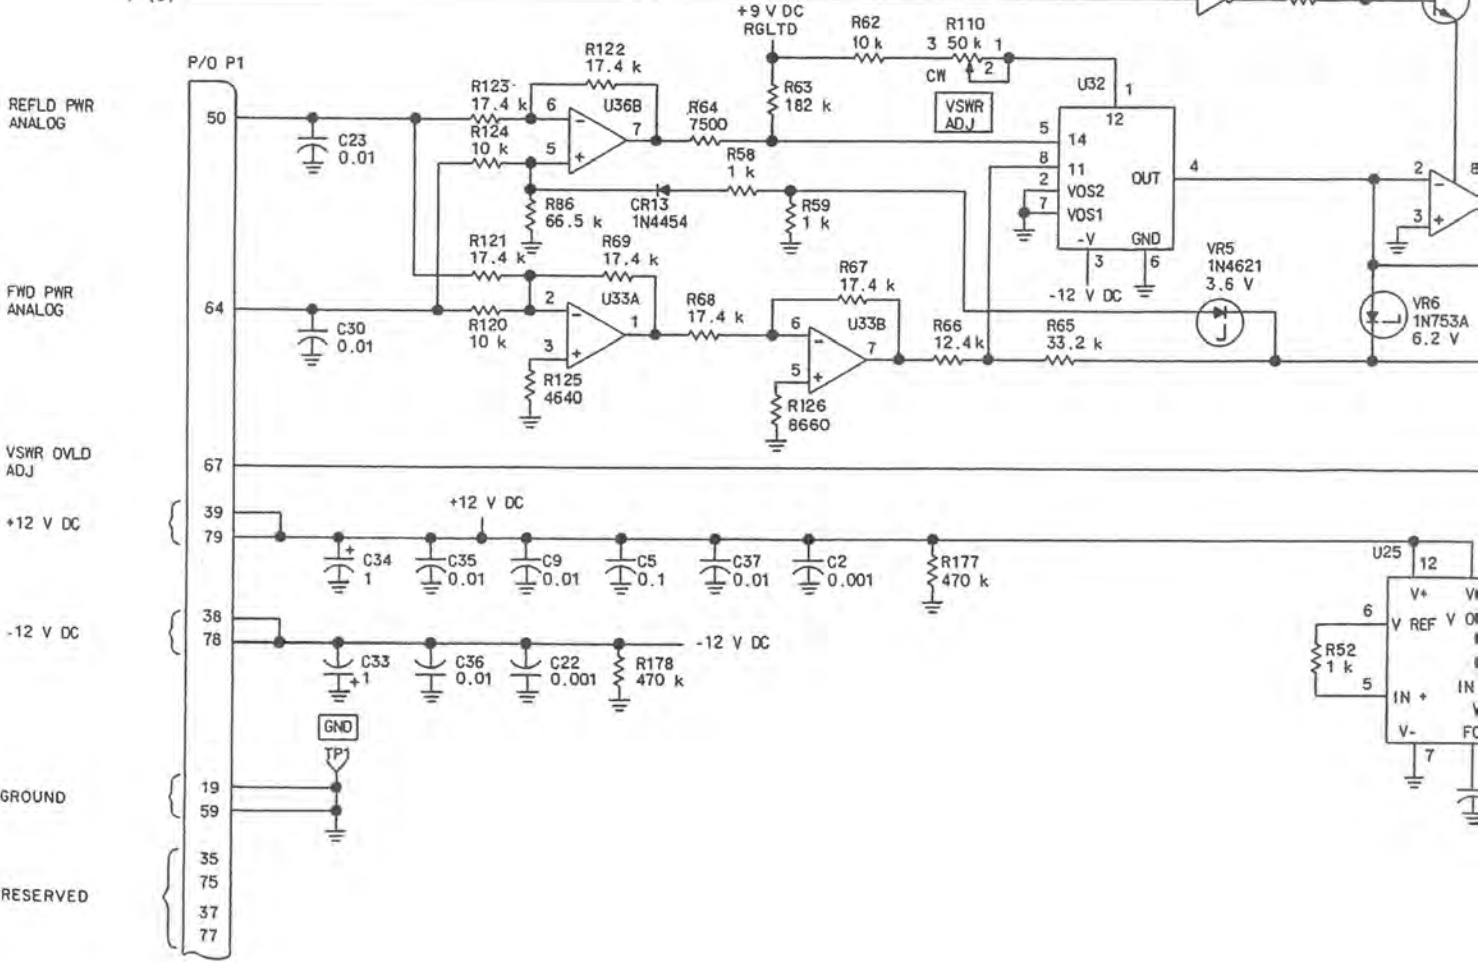 +9 V DC
RGLTD
R62
10 k
R110
3 50 k 1
CW 2
VSWR
ADJ
P/O P1
R122
17.4 k
R123
17.4 k
R124
10 k
6
5
U36B
7
R64
7500
R63
182 k
U32
1
12
5
14
8
11
2
VOS2
7
VOS1
OUT
4
-V
GND
3
6
-12 V DC
2
-
3
+
8
REFLD PWR
ANALOG
50
C23
0.01
R58
1 k
R86
66.5 k
CR13
1N4454
R59
1 k
R121
17.4 k
R69
17.4 k
R67
17.4 k
VR5
1N4621
3.6 V
FWD PWR
ANALOG
64
C30
0.01
R120
10 k
2
3
U33A
1
R68
17.4 k
6
5
U33B
7
R66
12.4 k
R65
33.2 k
VR6
1N753A
6.2 V
R125
4640
R126
8660
VSWR OVLD
ADJ
67
+12 V DC
39
79
+12 V DC
+
C34
1
C35
0.01
C9
0.01
C5
0.1
C37
0.01
C2
0.001
R177
470 k
U25
12
V+
6
V REF
R52
1 k
5
IN +
IN
V-
7
-12 V DC
38
78
-12 V DC
C33
+1
C36
0.01
C22
0.001
R178
470 k
GND
TP1
GROUND
19
59
RESERVED
35
75
37
77